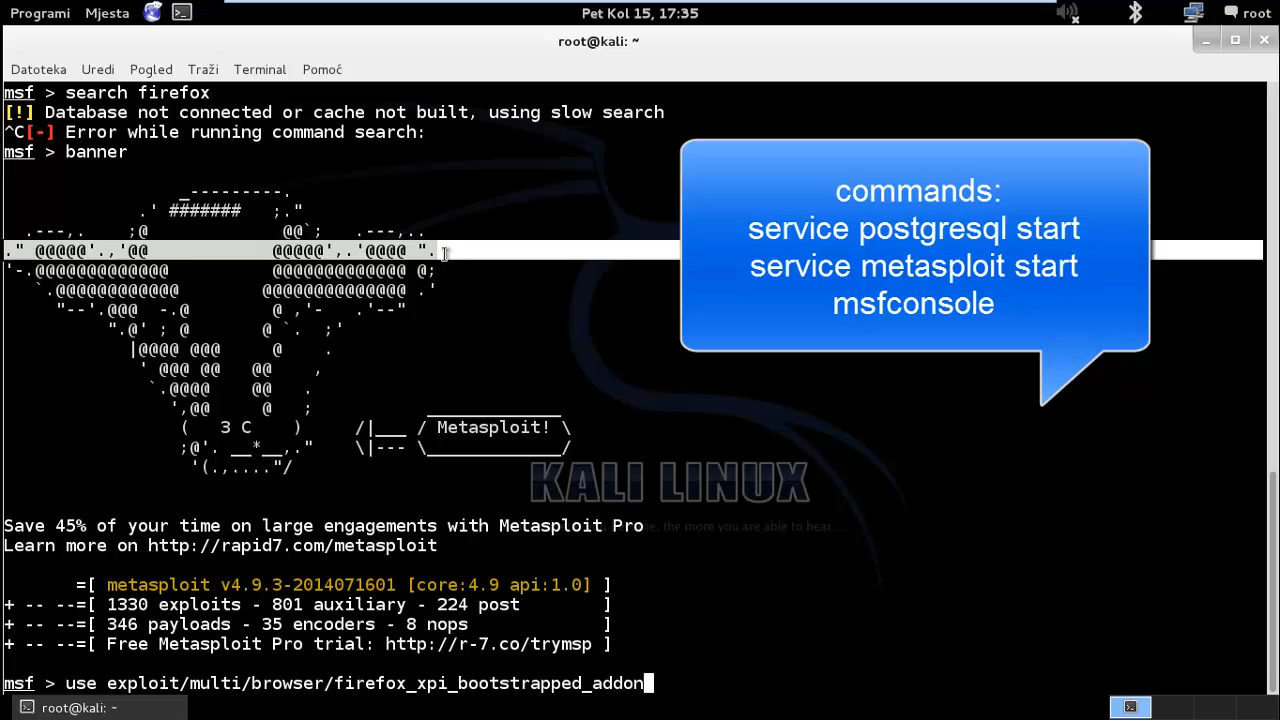 Programi Mjesta Pet Kol 15, 17:35 root
root@kali: ~
Datoteka Uredi Pogled Traži Terminal Pomoć
msf > search firefox
[!] Database not connected or cache not built, using slow search
^C[-] Error while running command search:
msf > banner
commands:
service postgresql start
service metasploit start
msfconsole
_---------.
.' ####### ;."
.---,. ;@ @@`; .---,..
." @@@@@'.,'@@ @@@@@',.'@@@@ ".
'-.@@@@@@@@@@@@@ @@@@@@@@@@@@@ @;
`.@@@@@@@@@@@@ @@@@@@@@@@@@@@ .'
"--'.@@@ -.@ @ ,'- .'--"
".@' ; @ @ `. ;'
|@@@@ @@@ @ .
' @@@ @@ @@ ,
`.@@@@ @@ .
',@@ @ ;
( 3 C ) /|___ / Metasploit! \
;@'. __*__,." \|--- \_____________/
'(.,...."/
KALI LINUX
Save 45% of your time on large engagements with Metasploit Pro
Learn more on http://rapid7.com/metasploit
=[ metasploit v4.9.3-2014071601 [core:4.9 api:1.0] ]
+ -- --=[ 1330 exploits - 801 auxiliary - 224 post ]
+ -- --=[ 346 payloads - 35 encoders - 8 nops ]
+ -- --=[ Free Metasploit Pro trial: http://r-7.co/trymsp ]
msf > use exploit/multi/browser/firefox_xpi_bootstrapped_addon
root@kali: ~